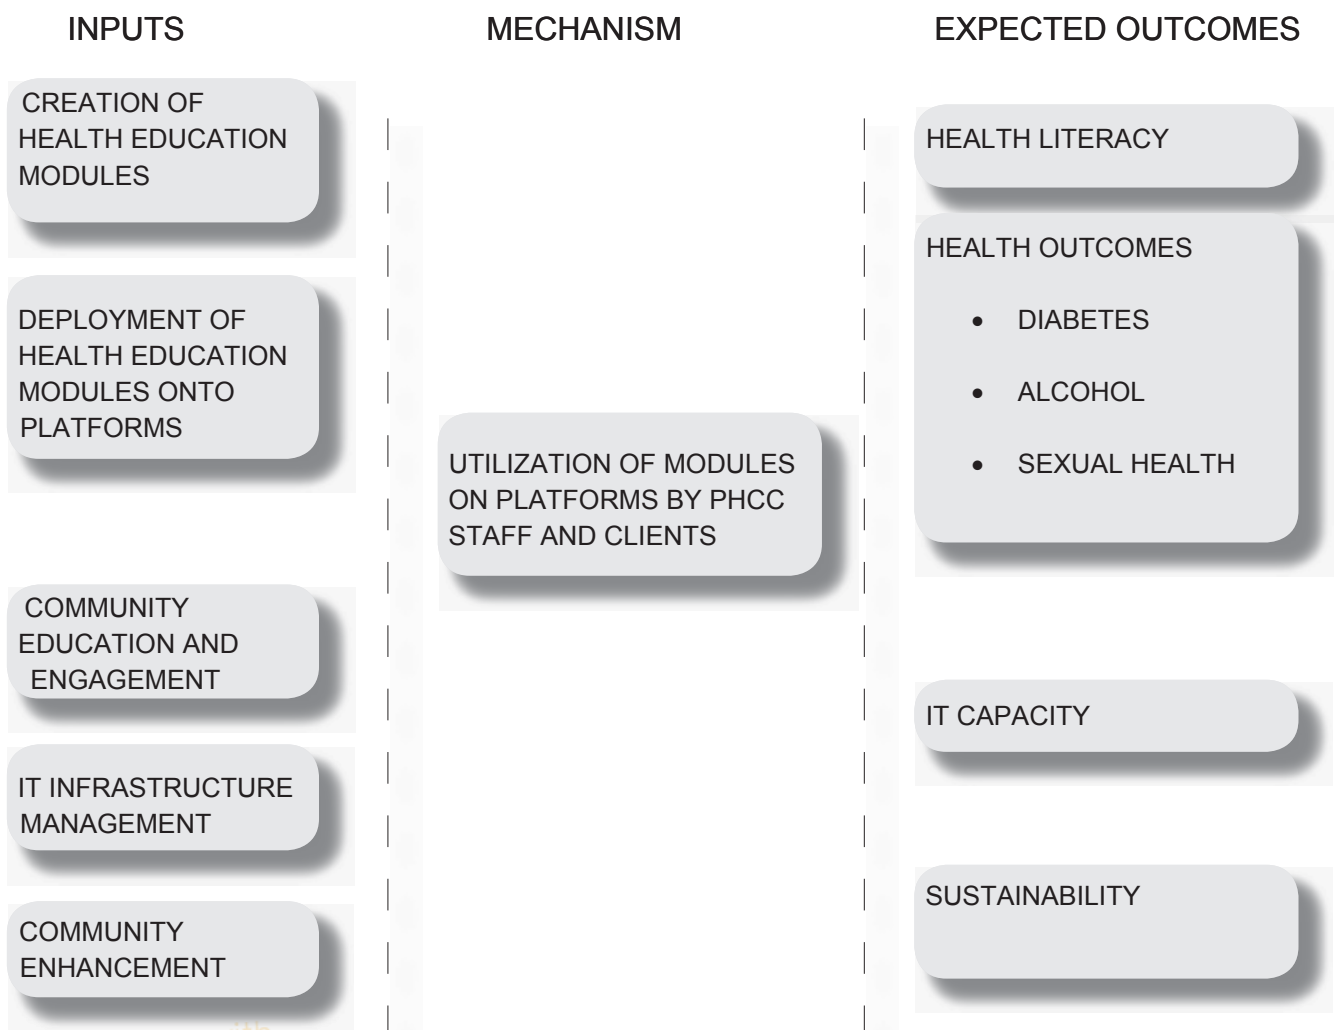 INPUTS
MECHANISM
EXPECTED OUTCOMES
CREATION OF
HEALTH EDUCATION
MODULES
DEPLOYMENT OF
HEALTH EDUCATION
MODULES ONTO
PLATFORMS
COMMUNITY
EDUCATION AND
ENGAGEMENT
IT INFRASTRUCTURE
MANAGEMENT
COMMUNITY
ENHANCEMENT
UTILIZATION OF MODULES
ON PLATFORMS BY PHCC
STAFF AND CLIENTS
HEALTH LITERACY
HEALTH OUTCOMES
• DIABETES
• ALCOHOL
• SEXUAL HEALTH
IT CAPACITY
SUSTAINABILITY